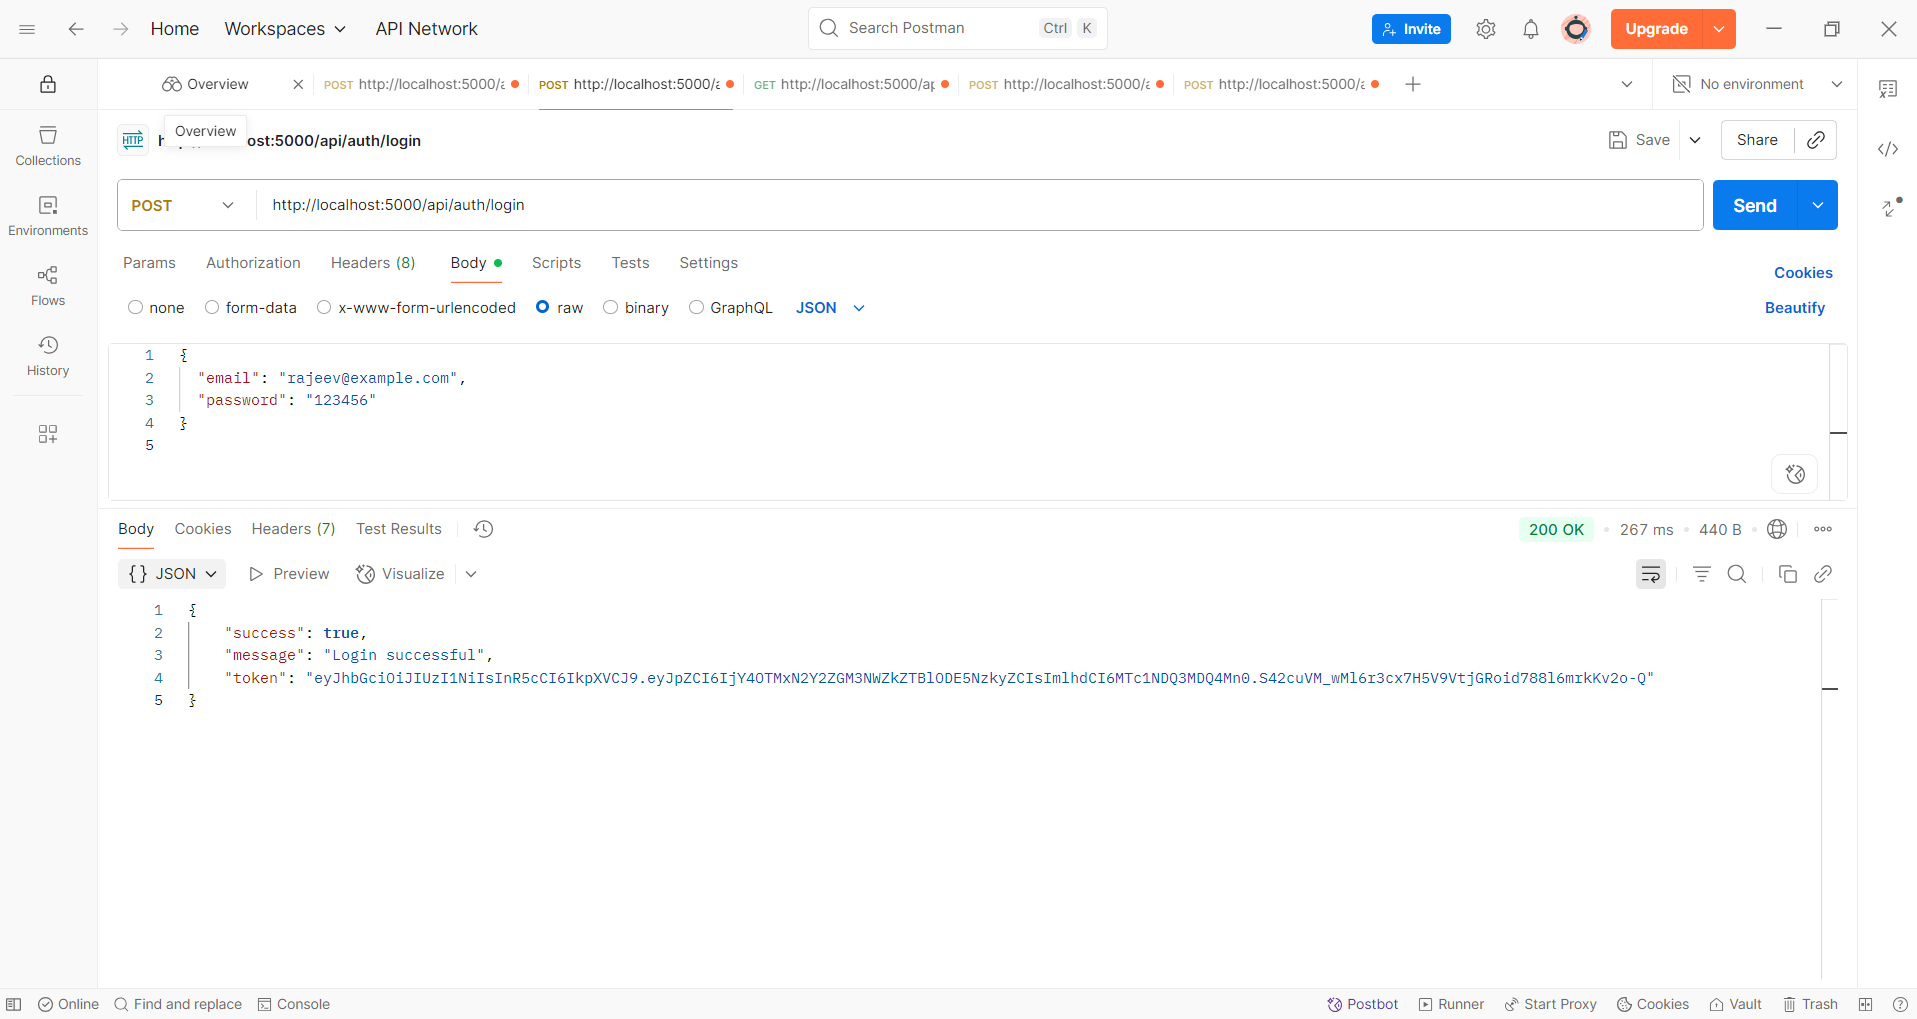 Home Workspaces API Network Search Postman Ctrl K Invite Upgrade
Overview POST http://localhost:5000/a POST http://localhost:5000/a GET http://localhost:5000/ap POST http://localhost:5000/a POST http://localhost:5000/a No environment
Overview
HTTP ost:5000/api/auth/login Save Share
Collections
Environments
Flows
History
POST http://localhost:5000/api/auth/login Send
Params Authorization Headers (8) Body Scripts Tests Settings Cookies
none form-data x-www-form-urlencoded raw binary GraphQL JSON Beautify
1 {
2 "email": "rajeev@example.com",
3 "password": "123456"
4 }
5
Body Cookies Headers (7) Test Results 200 OK 267 ms 440 B
{} JSON Preview Visualize
1 {
2 "success": true,
3 "message": "Login successful",
4 "token": "eyJhbGciOiJIUzI1NiIsInR5cCI6IkpXVCJ9.eyJpZCI6IjY4OTMxN2Y2ZGM3NWZkZTBlODE5NzkyZCIsImlhdCI6MTc1NDQ3MDQ4Mn0.S42cuVM_wMl6r3cx7H5V9VtjGRoid788l6mrkKv2o-Q"
5 }
Online Find and replace Console Postbot Runner Start Proxy Cookies Vault Trash